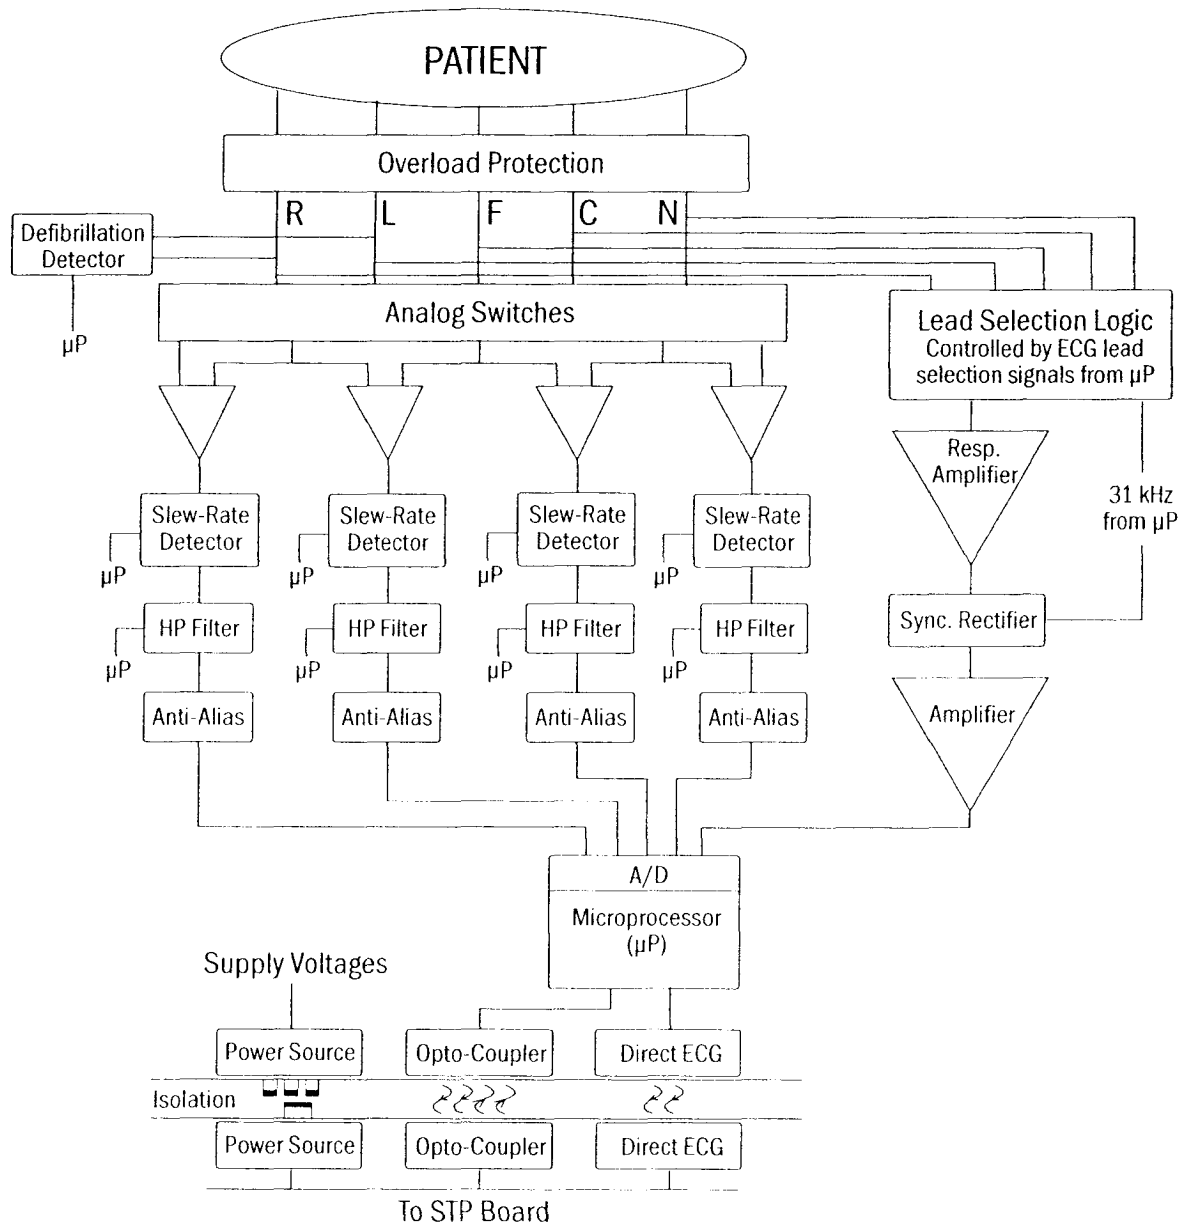 PATIENT
Overload Protection
R L F C N
Defibrillation
Detector
µP
Analog Switches
Lead Selection Logic
Controlled by ECG lead
selection signals from µP
Resp.
Amplifier
31 kHz
from µP
Slew-Rate
Detector
µP
Slew-Rate
Detector
µP
Slew-Rate
Detector
µP
Slew-Rate
Detector
µP
HP Filter
µP
HP Filter
µP
HP Filter
µP
HP Filter
µP
Sync. Rectifier
Anti-Alias
Anti-Alias
Anti-Alias
Anti-Alias
Amplifier
A/D
Microprocessor
(µP)
Supply Voltages
Power Source
Opto-Coupler
Direct ECG
Isolation
Power Source
Opto-Coupler
Direct ECG
To STP Board